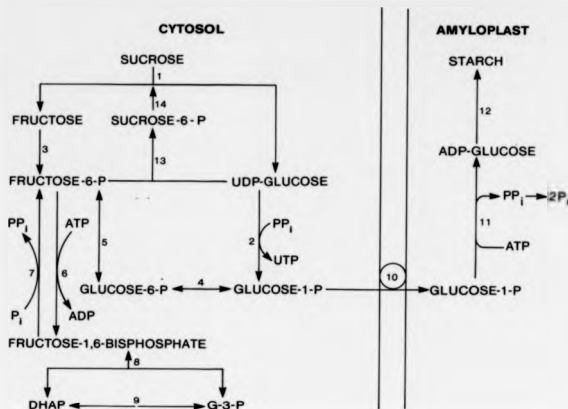 CYTOSOL
AMYLOPLAST
SUCROSE
STARCH
1
14
12
FRUCTOSE
SUCROSE-6-P
3
13
ADP-GLUCOSE
FRUCTOSE-6-P
UDP-GLUCOSE
PPi
2Pi
PPi
ATP
PPi
11
5
2
ATP
7
6
UTP
4
10
GLUCOSE-6-P
GLUCOSE-1-P
GLUCOSE-1-P
Pi
ADP
FRUCTOSE-1,6-BISPHOSPHATE
8
9
DHAP
G-3-P